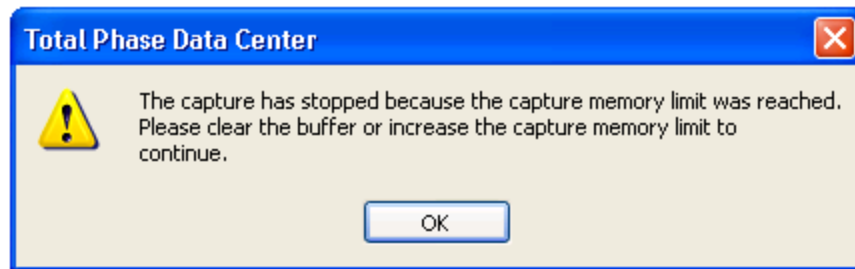 Total Phase Data Center
The capture has stopped because the capture memory limit was reached.
Please clear the buffer or increase the capture memory limit to
continue.
OK